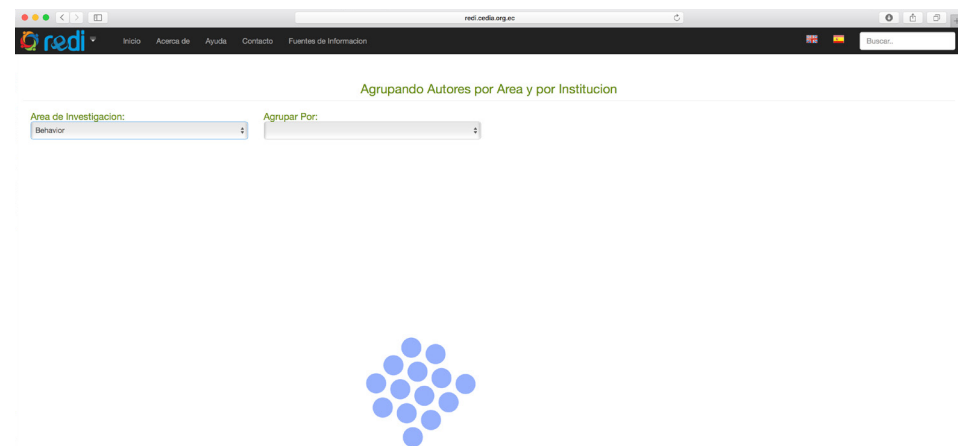 redi.cedia.org.ec
redi Inicio Acerca de Ayuda Contacto Fuentes de Informacion Buscar..
Agrupando Autores por Area y por Institucion
Area de Investigacion: Agrupar Por:
Behavior